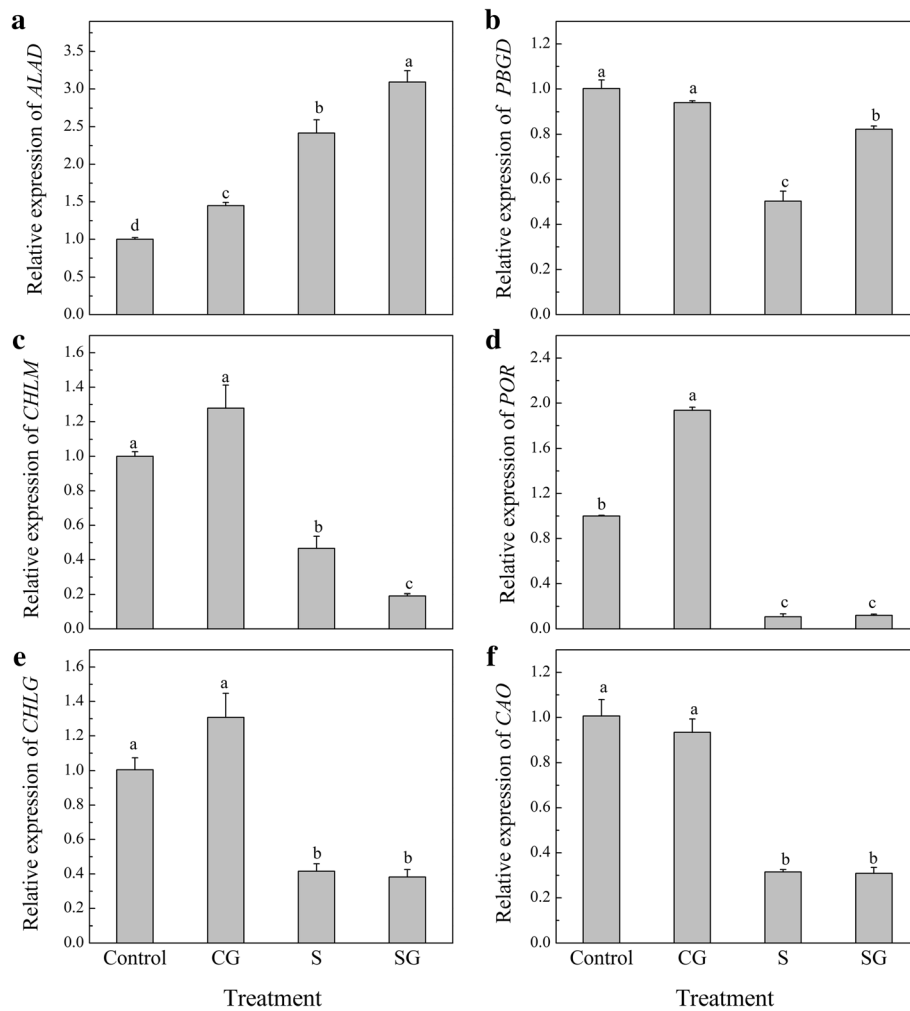 a
Relative expression of ALAD
3.5
3.0
2.5
2.0
1.5
1.0
0.5
0.0
d
c
b
a
b
Relative expression of PBGD
1.2
1.0
0.8
0.6
0.4
0.2
0.0
a
a
c
b
c
Relative expression of CHLM
1.6
1.4
1.2
1.0
0.8
0.6
0.4
0.2
0.0
a
a
b
c
d
Relative expression of POR
2.4
2.0
1.6
1.2
0.8
0.4
0.0
b
a
c
c
e
Relative expression of CHLG
1.6
1.4
1.2
1.0
0.8
0.6
0.4
0.2
0.0
a
a
b
b
Control CG S SG
Treatment
f
Relative expression of CAO
1.2
1.0
0.8
0.6
0.4
0.2
0.0
a
a
b
b
Control CG S SG
Treatment